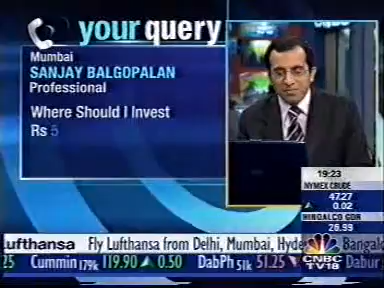 your query
Mumbai
SANJAY BALGOPALAN
Professional
Where Should I Invest
Rs 5
19:23
NYMEX CRUDE
47.27
0.02
HINDALCO GDR
26.99
Lufthansa Fly Lufthansa from Delhi, Mumbai, Hyde Bangalo
CNBC
TV18
25 Cummin 179k 119.90 0.50 DabPh 51k 51.25 Dabur